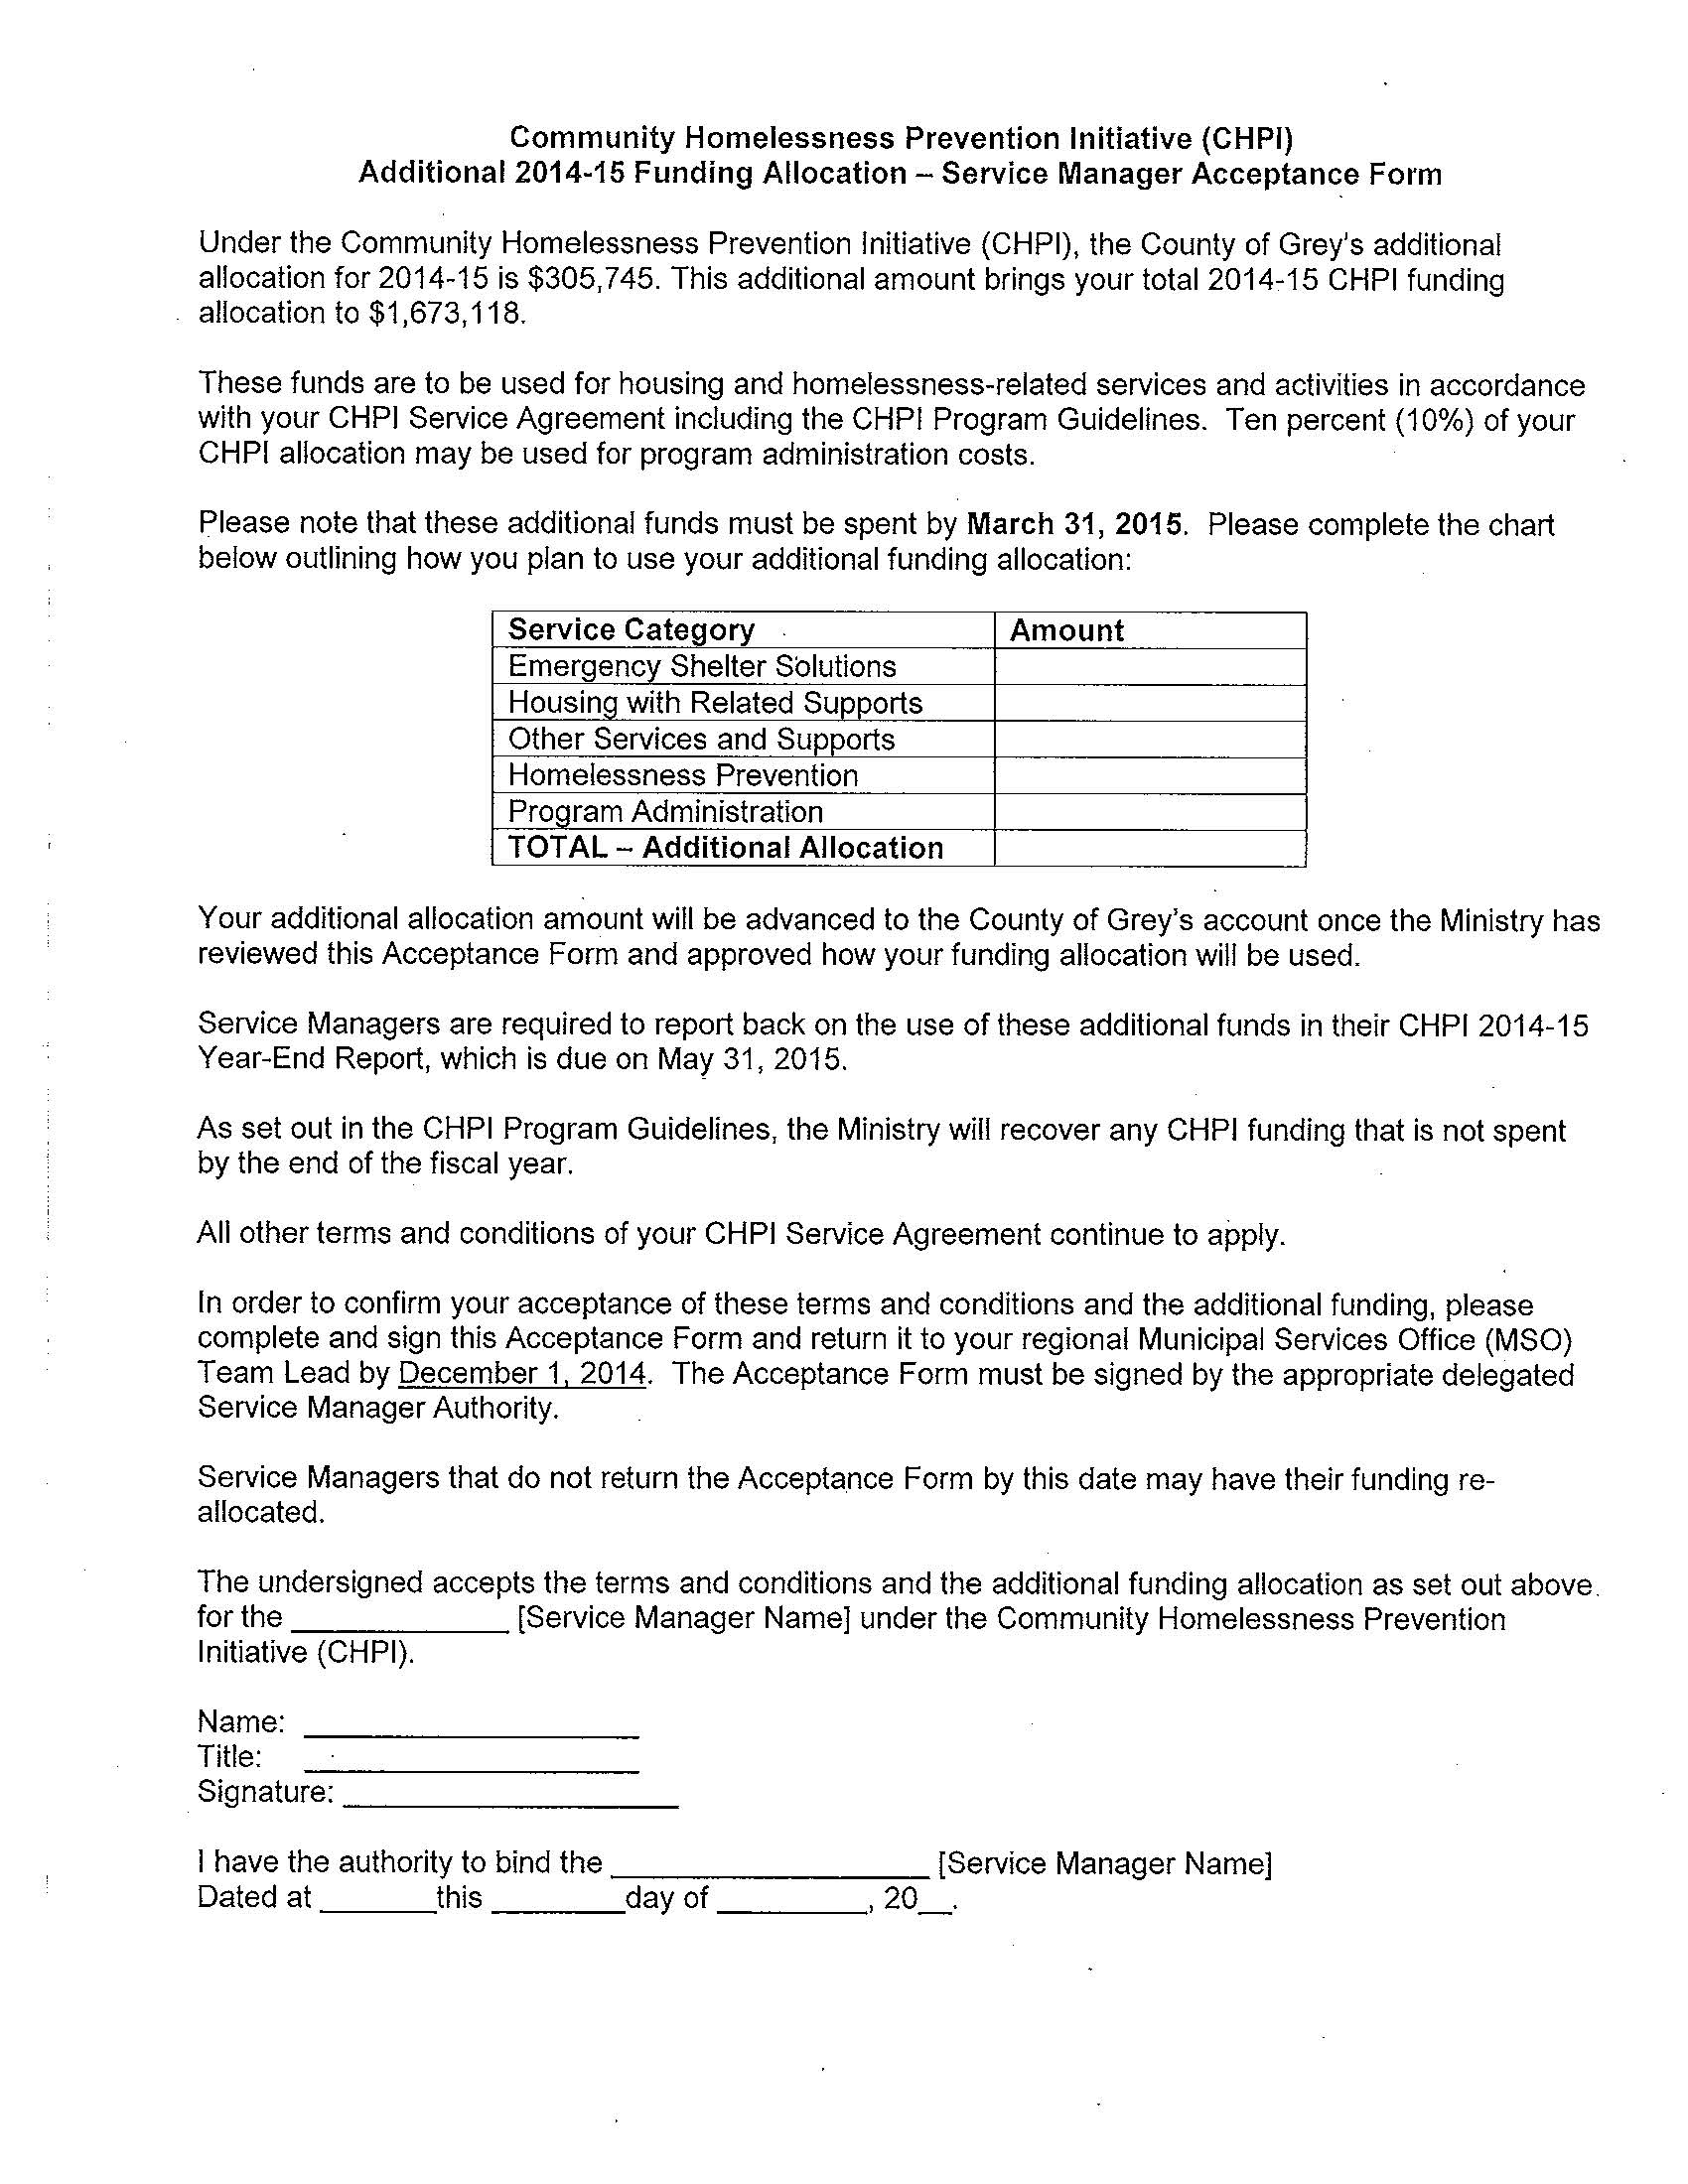 Community Homelessness Prevention Initiative (CHPI)
Additional 2014-15 Funding Allocation – Service Manager Acceptance Form
Under the Community Homelessness Prevention Initiative (CHPI), the County of Grey's additional
allocation for 2014-15 is $305,745. This additional amount brings your total 2014-15 CHPI funding
allocation to $1,673,118.
These funds are to be used for housing and homelessness-related services and activities in accordance
with your CHPI Service Agreement including the CHPI Program Guidelines. Ten percent (10%) of your
CHPI allocation may be used for program administration costs.
Please note that these additional funds must be spent by March 31, 2015. Please complete the chart
below outlining how you plan to use your additional funding allocation:
Service Category Amount
Emergency Shelter Solutions
Housing with Related Supports
Other Services and Supports
Homelessness Prevention
Program Administration
TOTAL – Additional Allocation
Your additional allocation amount will be advanced to the County of Grey's account once the Ministry has
reviewed this Acceptance Form and approved how your funding allocation will be used.
Service Managers are required to report back on the use of these additional funds in their CHPI 2014-15
Year-End Report, which is due on May 31, 2015.
As set out in the CHPI Program Guidelines, the Ministry will recover any CHPI funding that is not spent
by the end of the fiscal year.
All other terms and conditions of your CHPI Service Agreement continue to apply.
In order to confirm your acceptance of these terms and conditions and the additional funding, please
complete and sign this Acceptance Form and return it to your regional Municipal Services Office (MSO)
Team Lead by December 1, 2014. The Acceptance Form must be signed by the appropriate delegated
Service Manager Authority.
Service Managers that do not return the Acceptance Form by this date may have their funding re-
allocated.
The undersigned accepts the terms and conditions and the additional funding allocation as set out above
for the ______________ [Service Manager Name] under the Community Homelessness Prevention
Initiative (CHPI).
Name: ____________________
Title: ____________________
Signature: ____________________
I have the authority to bind the ____________________ [Service Manager Name]
Dated at _______this ________day of _________, 20__.